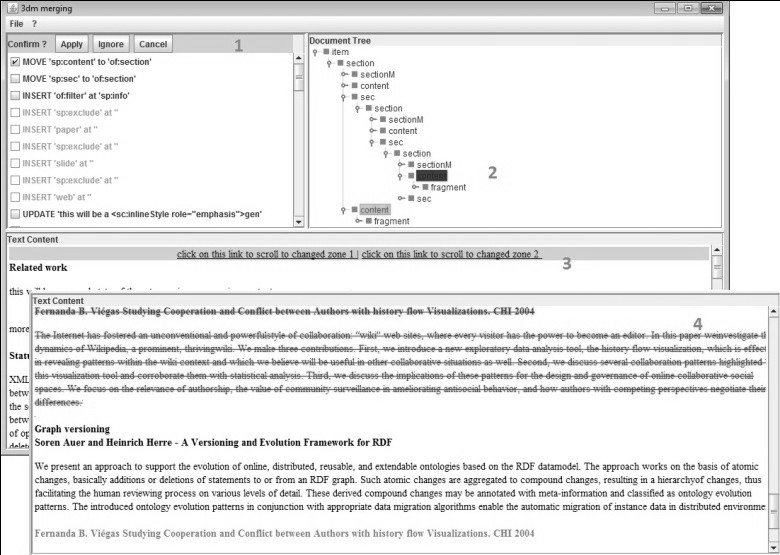 3dm merging
File ?
Confirm ? Apply Ignore Cancel 1
MOVE 'sp:content' to 'of:section'
MOVE 'sp:sec' to 'of:section'
INSERT 'of:filter' at 'sp:info'
INSERT 'sp:exclude' at ''
INSERT 'paper' at ''
INSERT 'sp:exclude' at ''
INSERT 'slide' at ''
INSERT 'sp:exclude' at ''
INSERT 'web' at ''
UPDATE 'this will be a <sc:inlineStyle role="emphasis">gen'
Document Tree
item
section
sectionM
content
sec
section
sectionM
content
sec
section
sectionM
content
fragment
sec
content
fragment
2
Text Content
click on this link to scroll to changed zone 1 | click on this link to scroll to changed zone 2
3
Related work
this
more
Stat
XML
betw
the s
betw
of op
delet
Text Content
4
Fernanda B. Viégas Studying Cooperation and Conflict between Authors with history flow Visualizations. CHI 2004
The Internet has fostered an unconventional and powerfulstyle of collaboration: "wiki" web sites, where every visitor has the power to become an editor. In this paper weinvestigate tl
dynamics of Wikipedia, a prominent, thrivingwiki. We make three contributions. First, we introduce a new exploratory data analysis tool, the history flow visualization, which is effect
in revealing patterns within the wiki context and which we believe will be useful in other collaborative situations as well. Second, we discuss several collaboration patterns highlighted
this visualization tool and corroborate them with statistical analysis. Third, we discuss the implications of these patterns for the design and governance of online collaborative social
spaces. We focus on the relevance of authorship, the value of community surveillance in ameliorating antisocial behavior, and how authors with competing perspectives negotiate their
differences.
Graph versioning
Soren Auer and Heinrich Herre - A Versioning and Evolution Framework for RDF
We present an approach to support the evolution of online, distributed, reusable, and extendable ontologies based on the RDF datamodel. The approach works on the basis of atomic
changes, basically additions or deletions of statements to or from an RDF graph. Such atomic changes are aggregated to compound changes, resulting in a hierarchyof changes, thus
facilitating the human reviewing process on various levels of detail. These derived compound changes may be annotated with meta-information and classified as ontology evolution
patterns. The introduced ontology evolution patterns in conjunction with appropriate data migration algorithms enable the automatic migration of instance data in distributed environme
Fernanda B. Viégas Studying Cooperation and Conflict between Authors with history flow Visualizations. CHI 2004